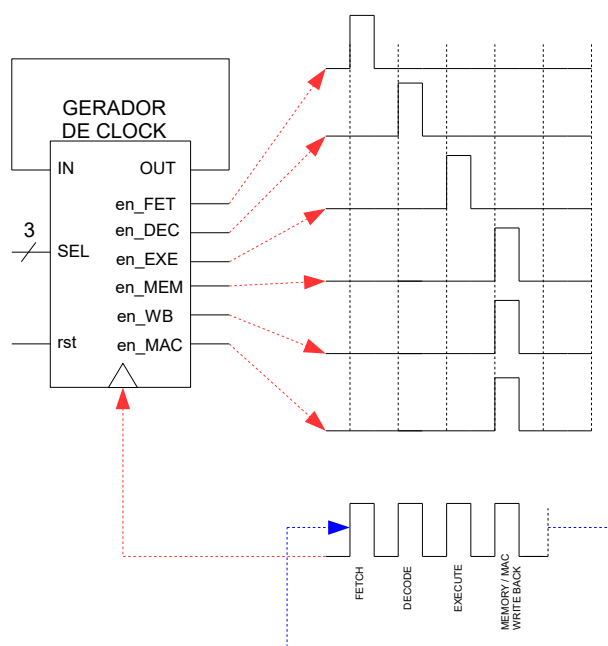 GERADOR
DE CLOCK
IN
OUT
en_FET
3
en_DEC
SEL
en_EXE
en_MEM
en_WB
rst
en_MAC
FETCH
DECODE
EXECUTE
MEMORY / MAC
WRITE BACK